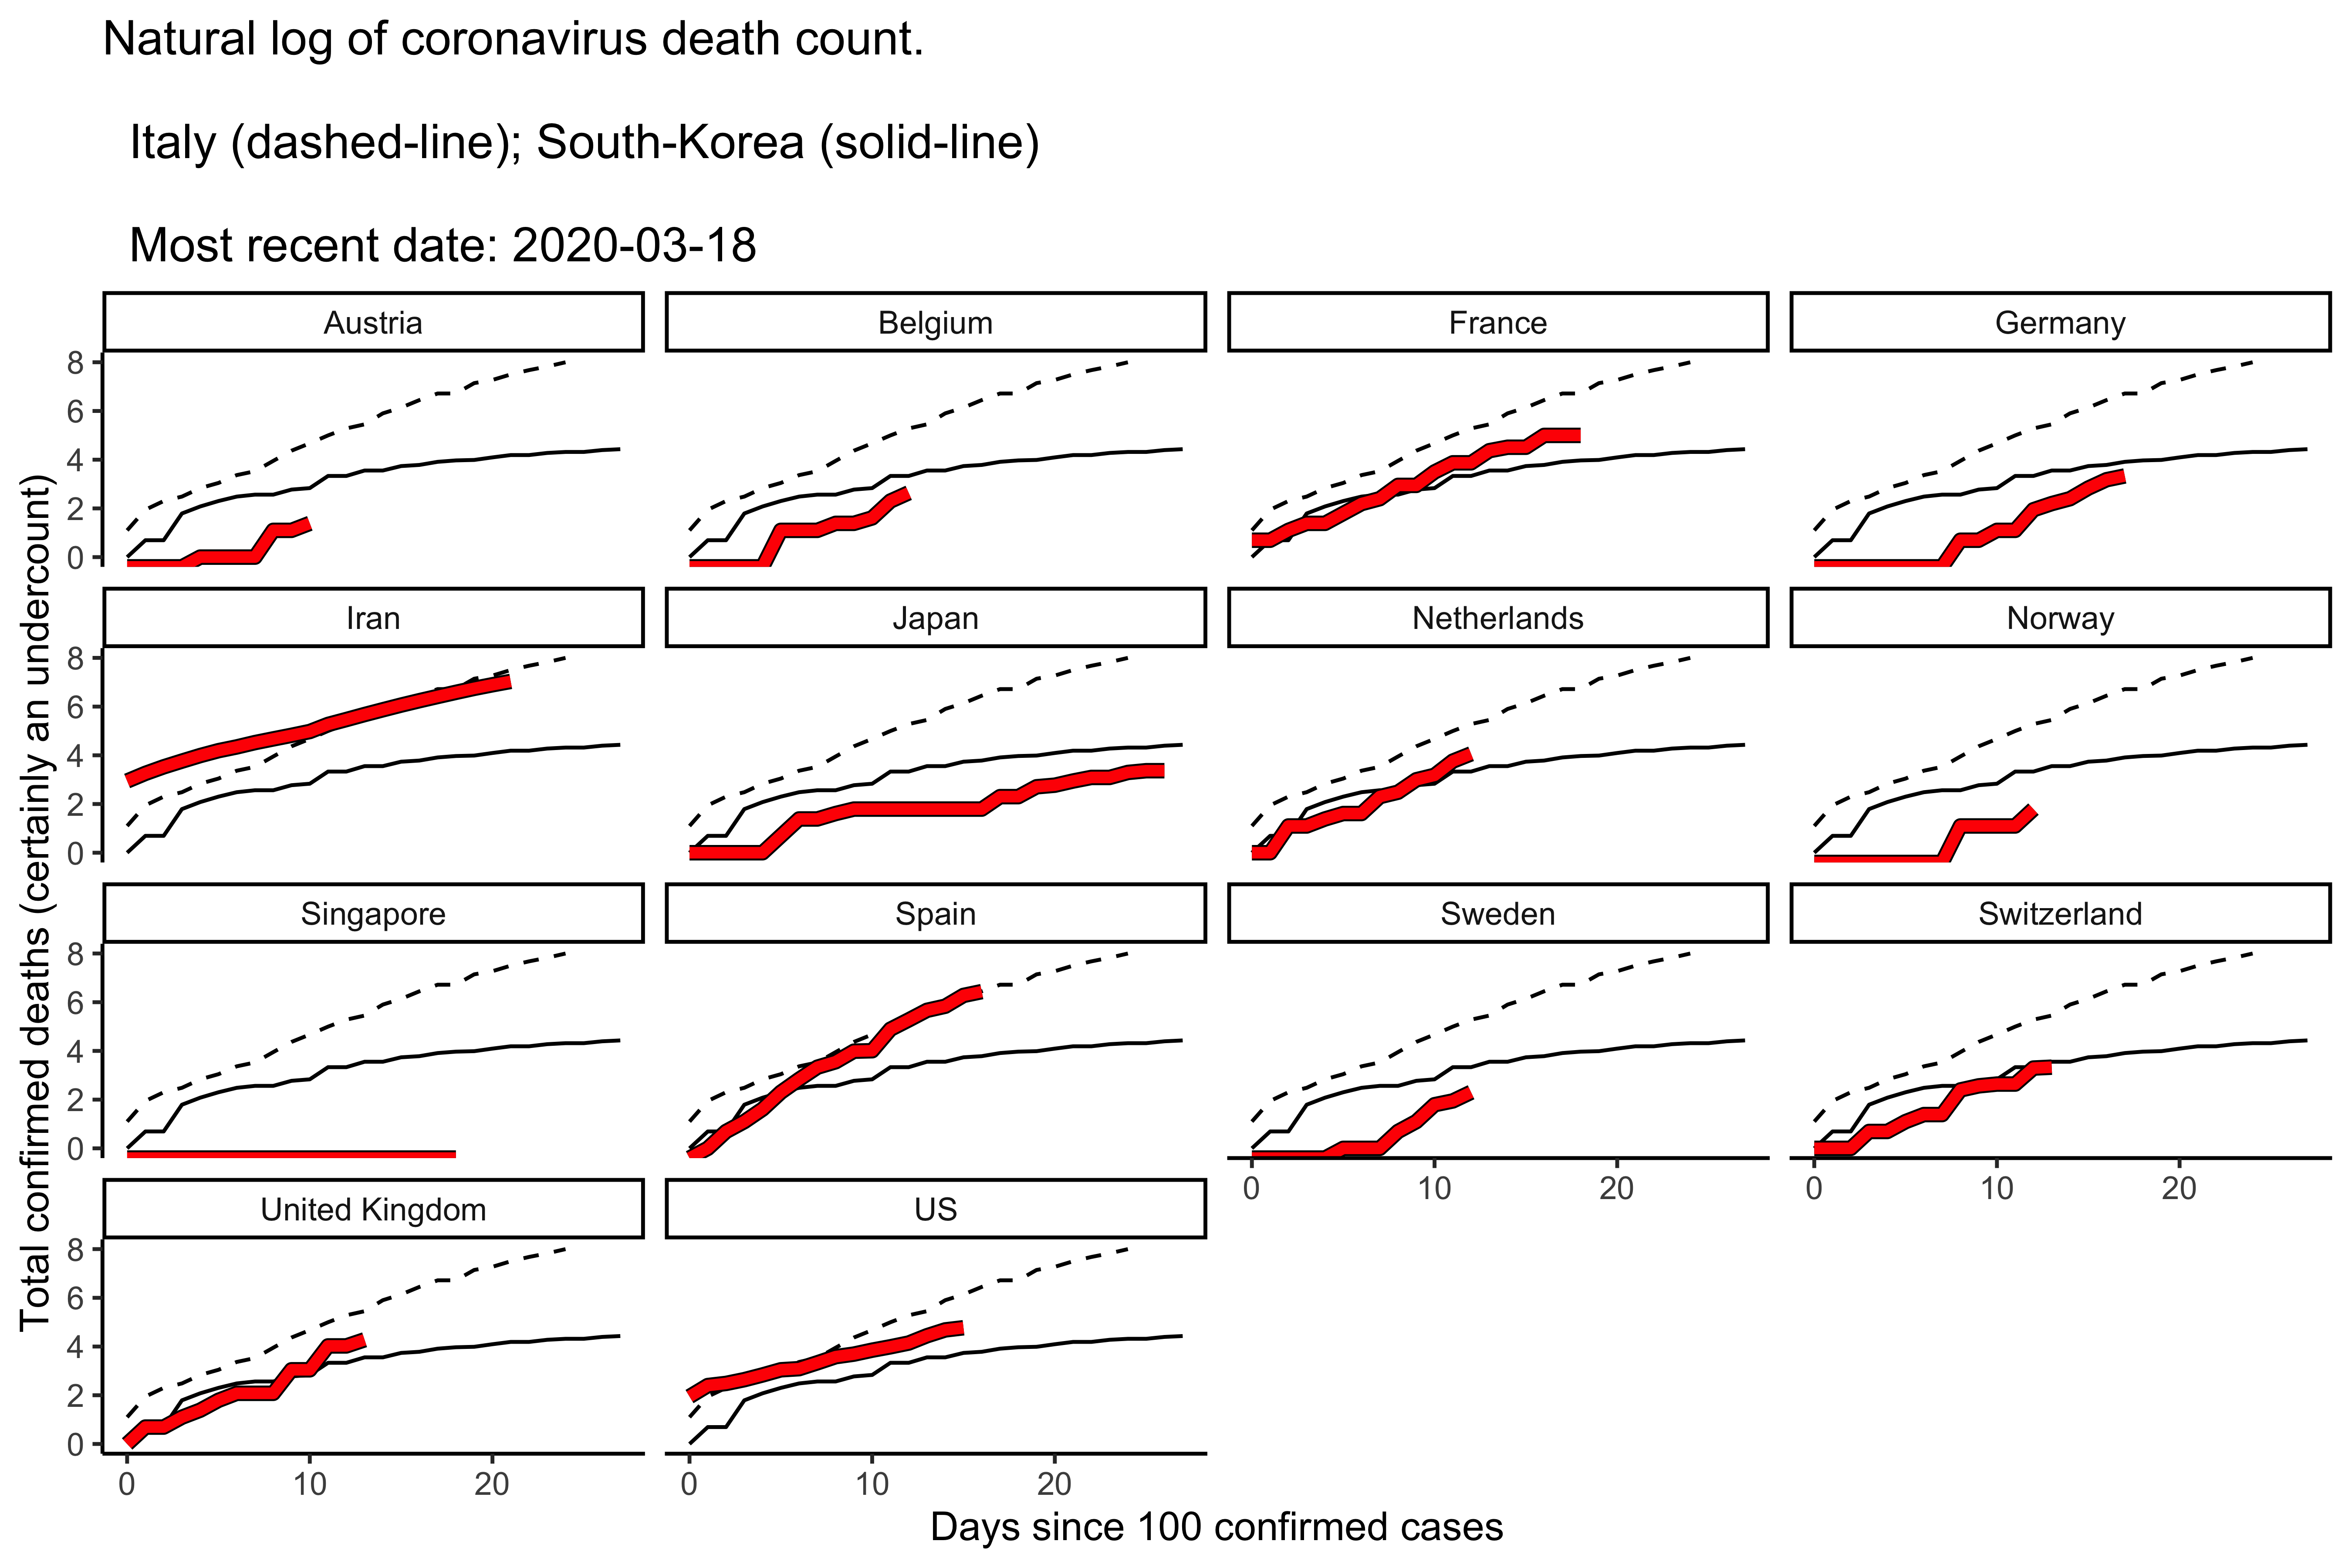 Natural log of coronavirus death count.
Italy (dashed-line); South-Korea (solid-line)
Most recent date: 2020-03-18
Total confirmed deaths (certainly an undercount)
Austria
Belgium
France
Germany
8
6
4
2
0
Iran
Japan
Netherlands
Norway
8
6
4
2
0
Singapore
Spain
Sweden
Switzerland
8
6
4
2
0
0 10 20
0 10 20
United Kingdom
US
8
6
4
2
0
0 10 20
0 10 20
Days since 100 confirmed cases